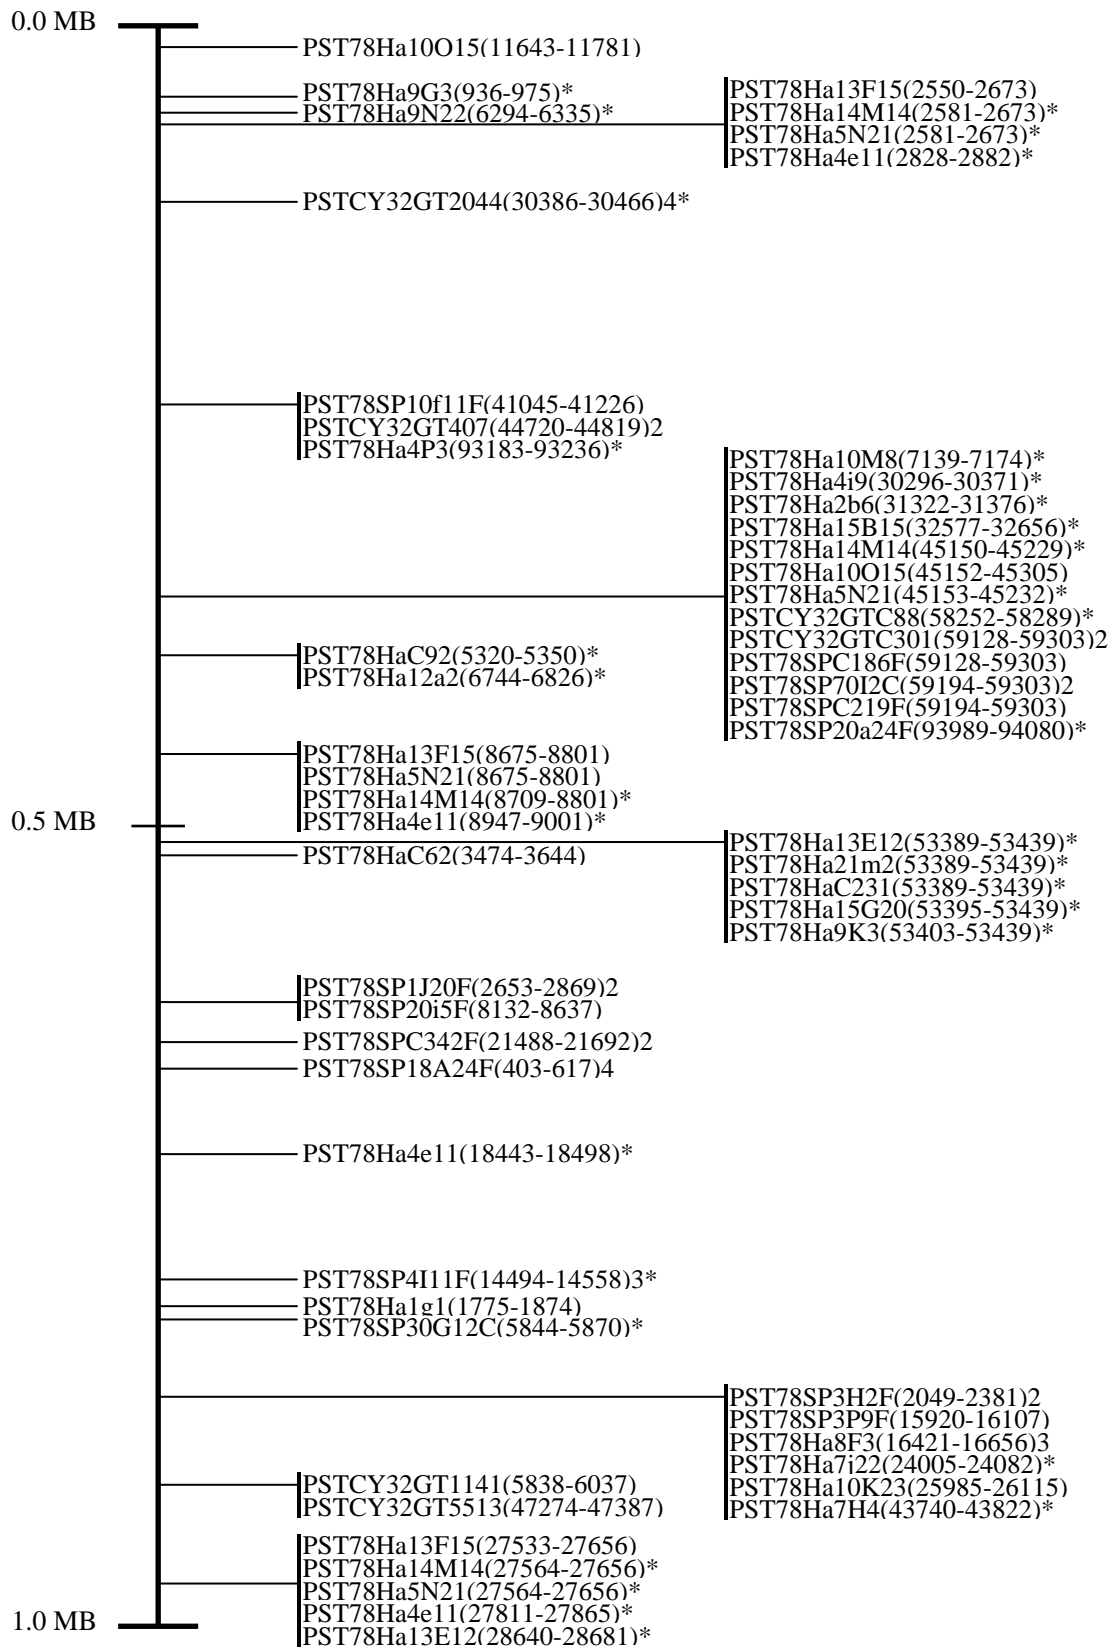 0.0 MB
PST78Ha10O15(11643-11781)
PST78Ha9G3(936-975)*
PST78Ha9N22(6294-6335)*
PST78Ha13F15(2550-2673)
PST78Ha14M14(2581-2673)*
PST78Ha5N21(2581-2673)*
PST78Ha4e11(2828-2882)*
PSTCY32GT2044(30386-30466)4*
PST78SP10f11F(41045-41226)
PSTCY32GT407(44720-44819)2
PST78Ha4P3(93183-93236)*
PST78Ha10M8(7139-7174)*
PST78Ha4i9(30296-30371)*
PST78Ha2b6(31322-31376)*
PST78Ha15B15(32577-32656)*
PST78Ha14M14(45150-45229)*
PST78Ha10O15(45152-45305)
PST78Ha5N21(45153-45232)*
PSTCY32GTC88(58252-58289)*
PSTCY32GTC301(59128-59303)2
PST78SPC186F(59128-59303)
PST78SP70I2C(59194-59303)2
PST78SPC219F(59194-59303)
PST78SP20a24F(93989-94080)*
PST78HaC92(5320-5350)*
PST78Ha12a2(6744-6826)*
PST78Ha13F15(8675-8801)
PST78Ha5N21(8675-8801)
PST78Ha14M14(8709-8801)*
PST78Ha4e11(8947-9001)*
0.5 MB
PST78Ha13E12(53389-53439)*
PST78Ha21m2(53389-53439)*
PST78HaC231(53389-53439)*
PST78Ha15G20(53395-53439)*
PST78Ha9K3(53403-53439)*
PST78HaC62(3474-3644)
PST78SP1J20F(2653-2869)2
PST78SP20i5F(8132-8637)
PST78SPC342F(21488-21692)2
PST78SP18A24F(403-617)4
PST78Ha4e11(18443-18498)*
PST78SP4I11F(14494-14558)3*
PST78Ha1g1(1775-1874)
PST78SP30G12C(5844-5870)*
PST78SP3H2F(2049-2381)2
PST78SP3P9F(15920-16107)
PST78Ha8F3(16421-16656)3
PST78Ha7j22(24005-24082)*
PST78Ha10K23(25985-26115)
PST78Ha7H4(43740-43822)*
PSTCY32GT1141(5838-6037)
PSTCY32GT5513(47274-47387)
PST78Ha13F15(27533-27656)
PST78Ha14M14(27564-27656)*
PST78Ha5N21(27564-27656)*
PST78Ha4e11(27811-27865)*
PST78Ha13E12(28640-28681)*
1.0 MB